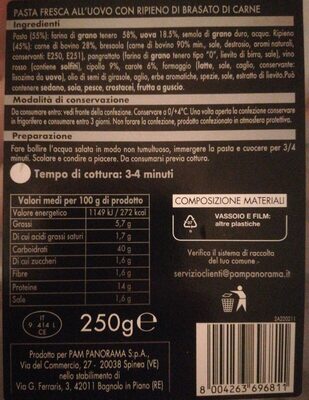 PASTA FRESCA ALL'UOVO CON RIPIENO DI BRASATO DI CARNE
Ingredienti
Pasta (55%): farina di grano tenero 58%, uova 18.5%, semola di grano duro, acqua. Ripieno
(45%): carne di bovino 28%, bresaola (carne di bovino 90% min., sale, destrosio, aromi naturali,
conservanti: E250, E251), pangrattato (farina di grano tenero tipo "0", lievito di birra, sale), vino
rosso (contiene solfiti), cipolla 9%, carote 6%, formaggio (latte, sale, caglio, conservante:
lisozima da uovo), olio di semi di girasole, aglio, erbe aromatiche, spezie, sale, estratto di lievito. Può
contenere sedano, soia, pesce, crostacei, frutta a guscio.
Modalità di conservazione
Da consumare entro: vedi fronte della confezione. Conservare a 0/+4°C. Una volta aperta la confezione conservare
in frigorifero e consumare entro 3 giorni. Non forare la confezione, prodotto confezionato in atmosfera protettiva.
Preparazione
Fare bollire l'acqua salata in modo non tumultuoso, immergere la pasta e cuocere per 3/4
minuti. Scolare e condire a piacere. Da consumarsi previa cottura.
Tempo di cottura: 3-4 minuti
Valori medi per 100 g di prodotto
Valore energetico 1149 kJ / 272 kcal
Grassi 5,7 g
Di cui acidi grassi saturi 1,7 g
Carboidrati 40 g
Di cui zuccheri 1,6 g
Fibre 1,6 g
Proteine 14 g
Sale 1,6 g
COMPOSIZIONE MATERIALI
VASSOIO E FILM:
altre plastiche
Verifica il sistema di raccolta
del tuo comune -
servizioclienti@pampanorama.it
IT
9 414 L
CE
250g e
Prodotto per PAM PANORAMA S.p.A.,
Via del Commercio, 27 - 30038 Spinea (VE)
nello stabilimento di
Via G. Ferraris, 3, 42011 Bagnolo in Piano (RE)
8 004263 696811